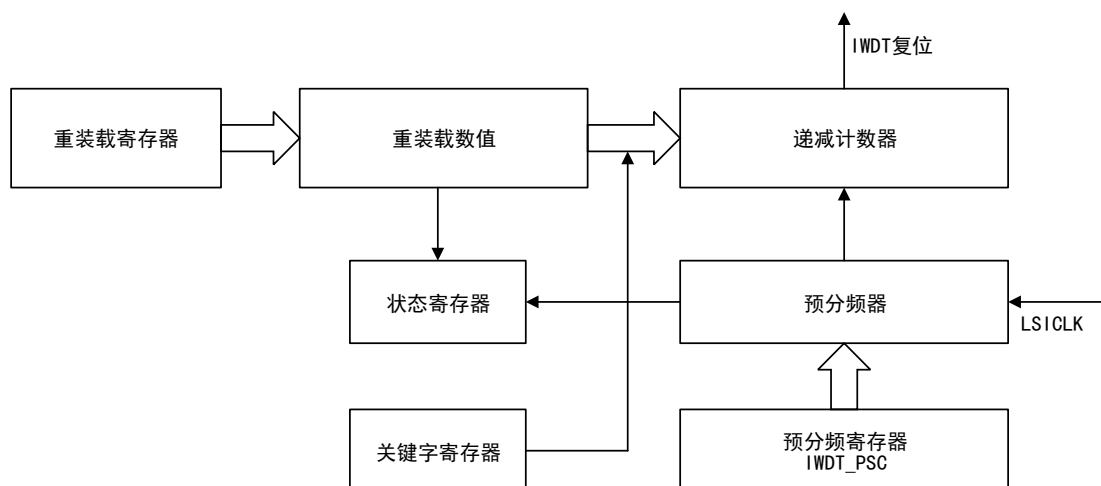 IWDT复位
重装载寄存器
重装载数值
递减计数器
状态寄存器
预分频器
LSICLK
关键字寄存器
预分频寄存器
IWDT_PSC